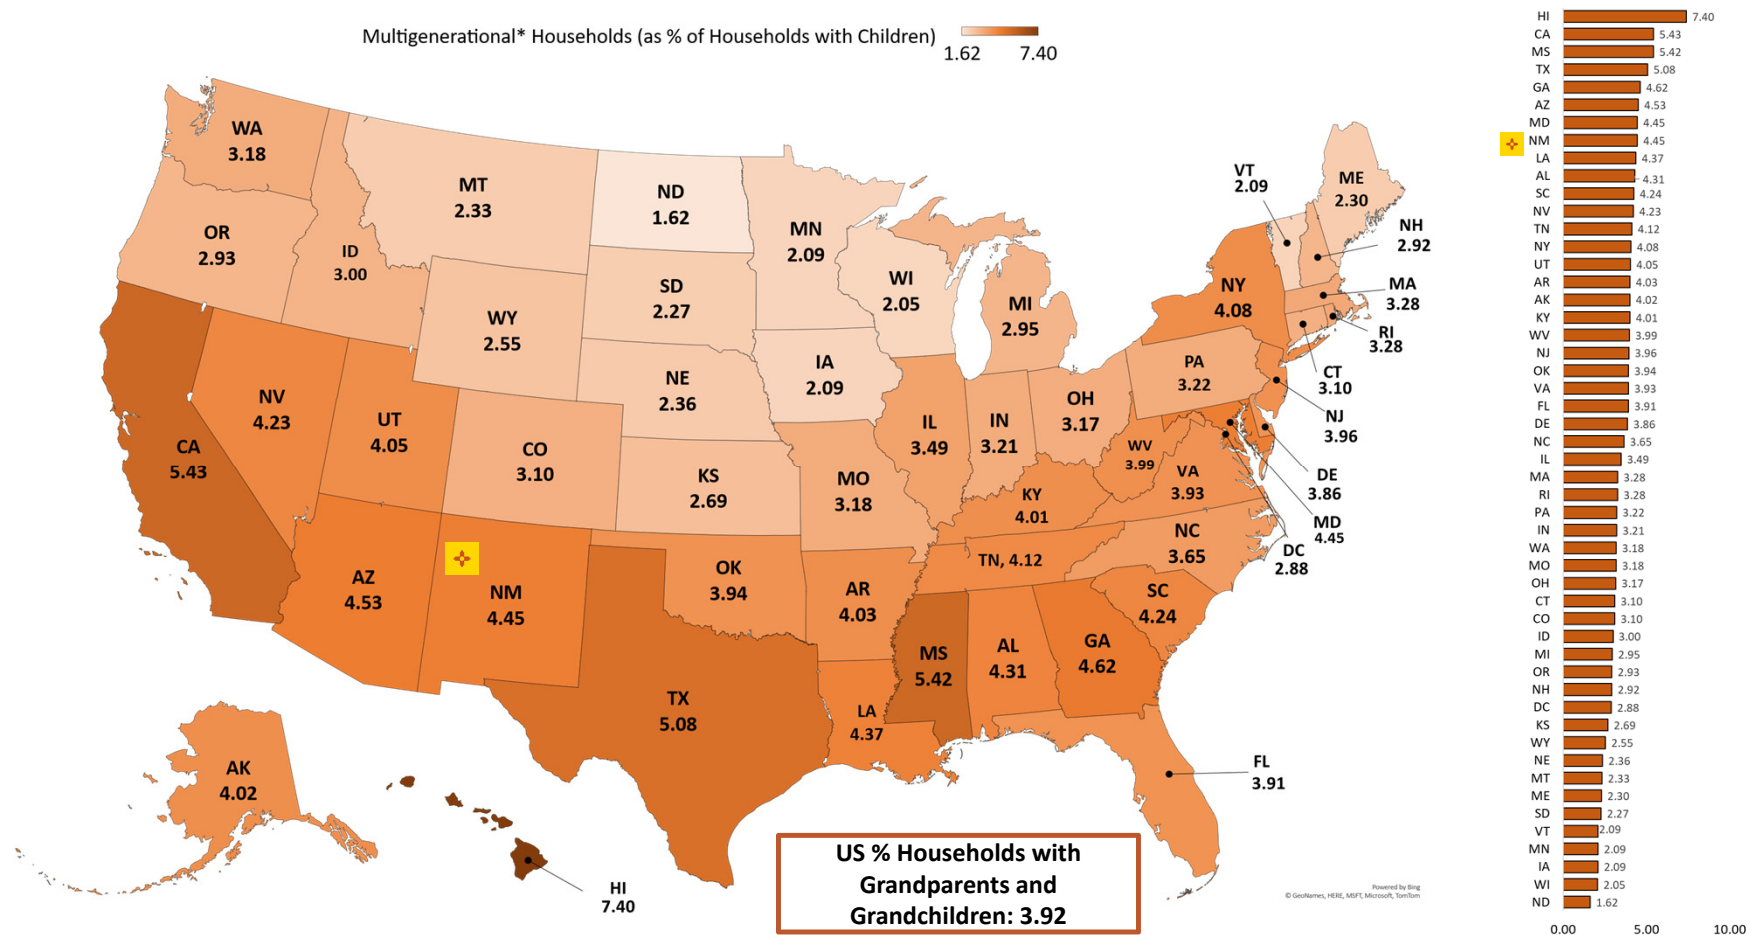 Multigenerational* Households (as % of Households with Children)
1.62 7.40
WA
3.18
OR
2.93
ID
3.00
MT
2.33
ND
1.62
MN
2.09
WI
2.05
MI
2.95
SD
2.27
WY
2.55
NE
2.36
IA
2.09
VT
2.09
ME
2.30
NH
2.92
MA
3.28
RI
3.28
CT
3.10
NY
4.08
PA
3.22
NJ
3.96
DE
3.86
MD
4.45
DC
2.88
CA
5.43
NV
4.23
UT
4.05
CO
3.10
KS
2.69
MO
3.18
IL
3.49
IN
3.21
OH
3.17
WV
3.99
VA
3.93
KY
4.01
NC
3.65
TN, 4.12
SC
4.24
AZ
4.53
NM
4.45
OK
3.94
AR
4.03
MS
5.42
AL
4.31
GA
4.62
TX
5.08
LA
4.37
FL
3.91
AK
4.02
HI
7.40
US % Households with
Grandparents and
Grandchildren: 3.92
Powered by Bing
© GeoNames, HERE, MSFT, Microsoft, TomTom
HI 7.40
CA 5.43
MS 5.42
TX 5.08
GA 4.62
AZ 4.53
MD 4.45
NM 4.45
LA 4.37
AL 4.31
SC 4.24
NV 4.23
TN 4.12
NY 4.08
UT 4.05
AR 4.03
AK 4.02
KY 4.01
WV 3.99
NJ 3.96
OK 3.94
VA 3.93
FL 3.91
DE 3.86
NC 3.65
IL 3.49
MA 3.28
RI 3.28
PA 3.22
IN 3.21
WA 3.18
MO 3.18
OH 3.17
CT 3.10
CO 3.10
ID 3.00
MI 2.95
OR 2.93
NH 2.92
DC 2.88
KS 2.69
WY 2.55
NE 2.36
MT 2.33
ME 2.30
SD 2.27
VT 2.09
MN 2.09
IA 2.09
WI 2.05
ND 1.62
0.00 5.00 10.00